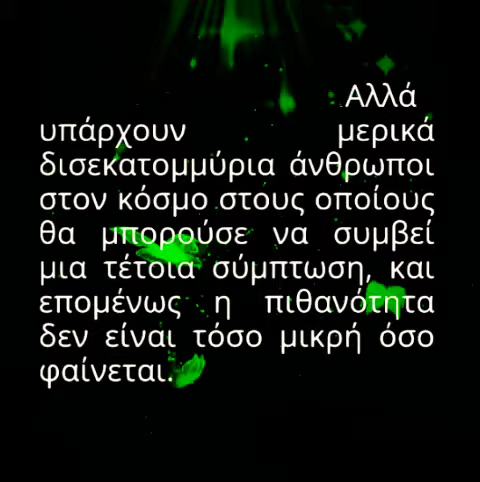 Αλλά
υπάρχουν μερικά
δισεκατομμύρια άνθρωποι
στον κόσμο στους οποίους
θα μπορούσε να συμβεί
μια τέτοια σύμπτωση, και
επομένως η πιθανότητα
δεν είναι τόσο μικρή όσο
φαίνεται.